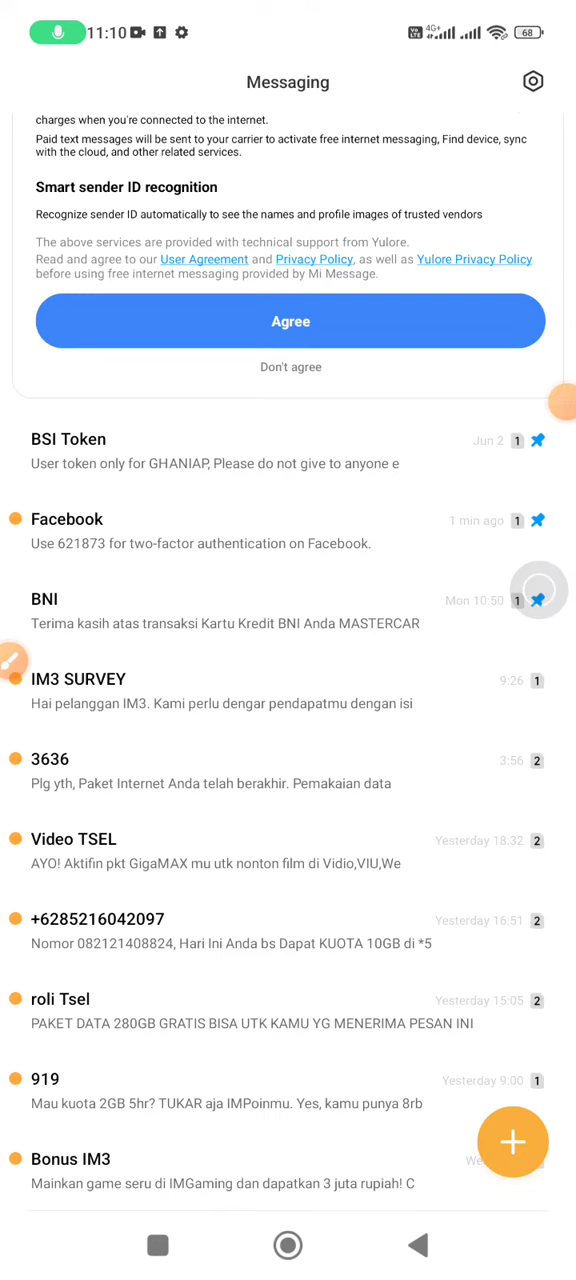 11:10
4G+
68
Messaging
charges when you're connected to the internet.
Paid text messages will be sent to your carrier to activate free internet messaging, Find device, sync
with the cloud, and other related services.
Smart sender ID recognition
Recognize sender ID automatically to see the names and profile images of trusted vendors
The above services are provided with technical support from Yulore.
Read and agree to our User Agreement and Privacy Policy, as well as Yulore Privacy Policy
before using free internet messaging provided by Mi Message.
Agree
Don't agree
BSI Token
Jun 2 1
User token only for GHANIAP, Please do not give to anyone e
Facebook
1 min ago 1
Use 621873 for two-factor authentication on Facebook.
BNI
Mon 10:50 1
Terima kasih atas transaksi Kartu Kredit BNI Anda MASTERCAR
IM3 SURVEY
9:26 1
Hai pelanggan IM3. Kami perlu dengar pendapatmu dengan isi
3636
3:56 2
Plg yth, Paket Internet Anda telah berakhir. Pemakaian data
Video TSEL
Yesterday 18:32 2
AYO! Aktifin pkt GigaMAX mu utk nonton film di Vidio,VIU,We
+6285216042097
Yesterday 16:51 2
Nomor 082121408824, Hari Ini Anda bs Dapat KUOTA 10GB di *5
roli Tsel
Yesterday 15:05 2
PAKET DATA 280GB GRATIS BISA UTK KAMU YG MENERIMA PESAN INI
919
Yesterday 9:00 1
Mau kuota 2GB 5hr? TUKAR aja IMPoinmu. Yes, kamu punya 8rb
Bonus IM3
Mainkan game seru di IMGaming dan dapatkan 3 juta rupiah! C